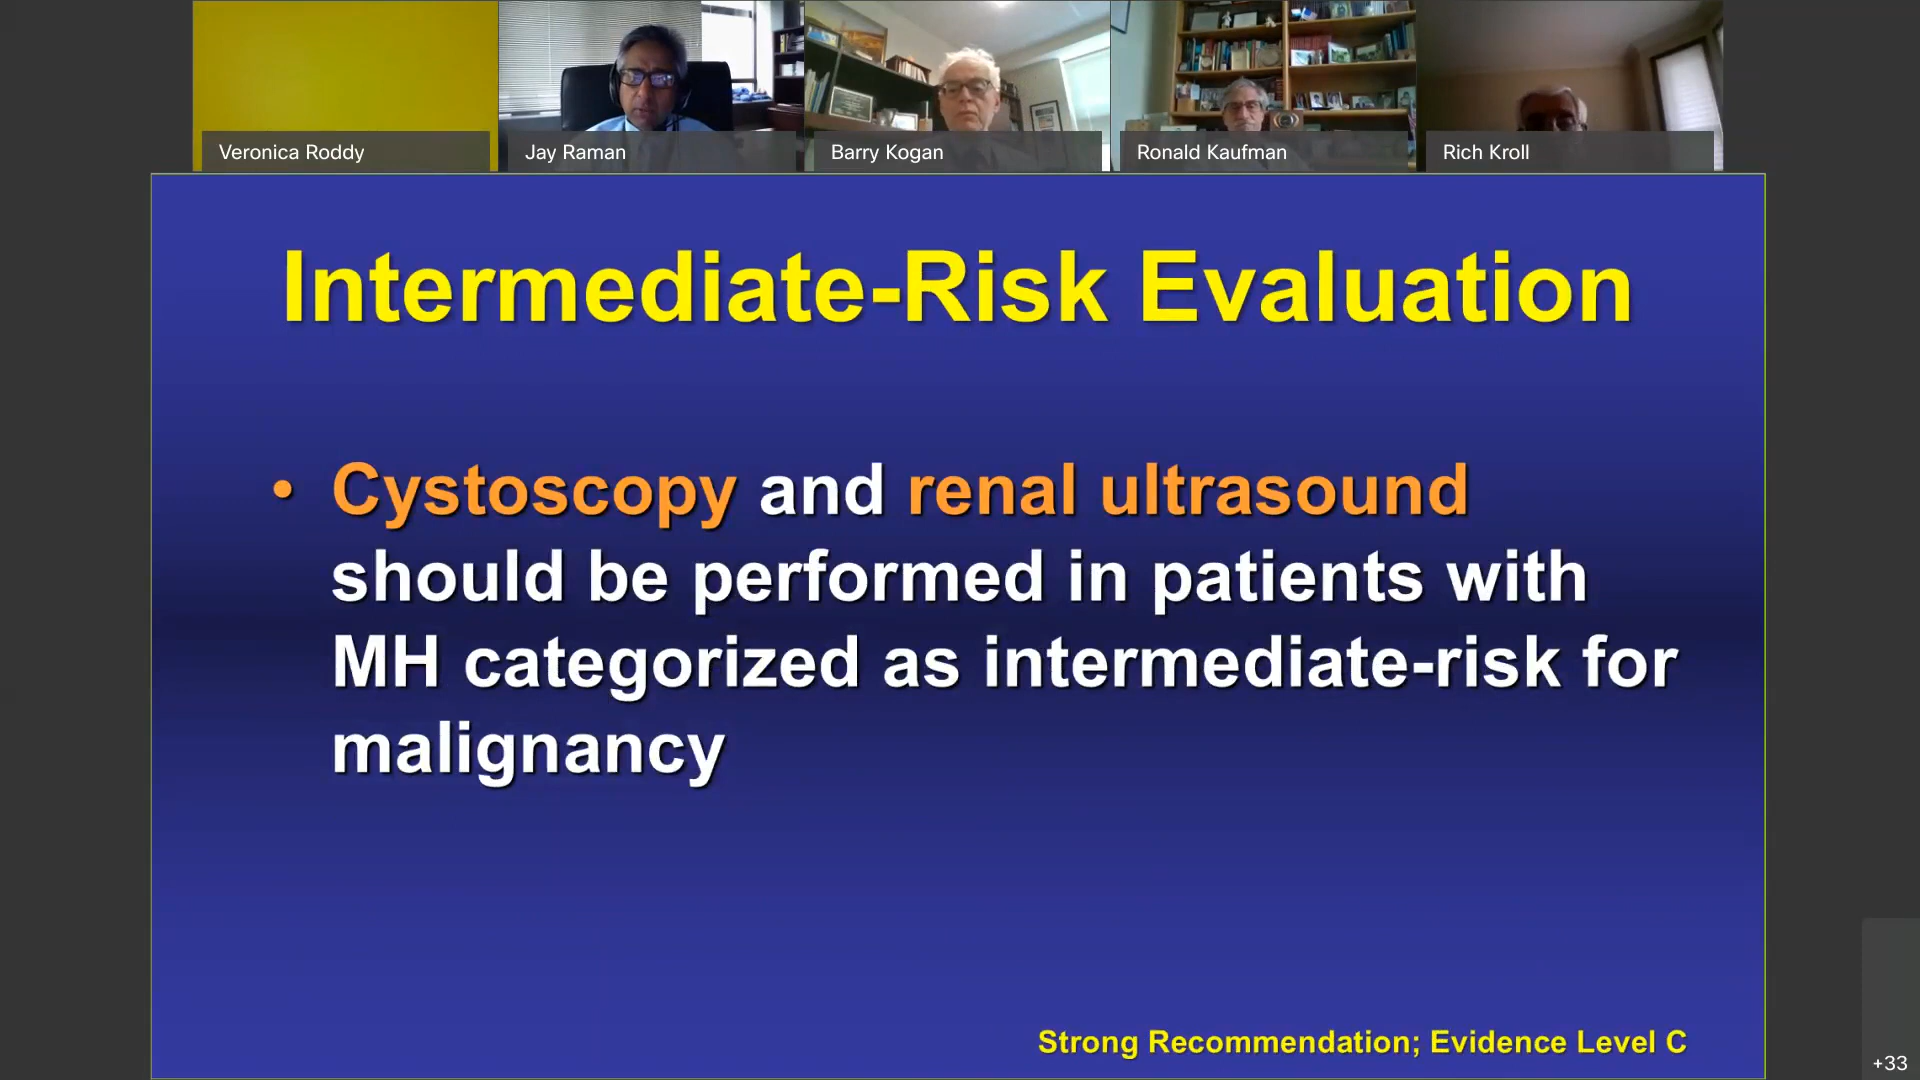 Veronica Roddy
Jay Raman
Barry Kogan
Ronald Kaufman
Rich Kroll
Intermediate-Risk Evaluation
• Cystoscopy and renal ultrasound
should be performed in patients with
MH categorized as intermediate-risk for
malignancy
Strong Recommendation; Evidence Level C
+33